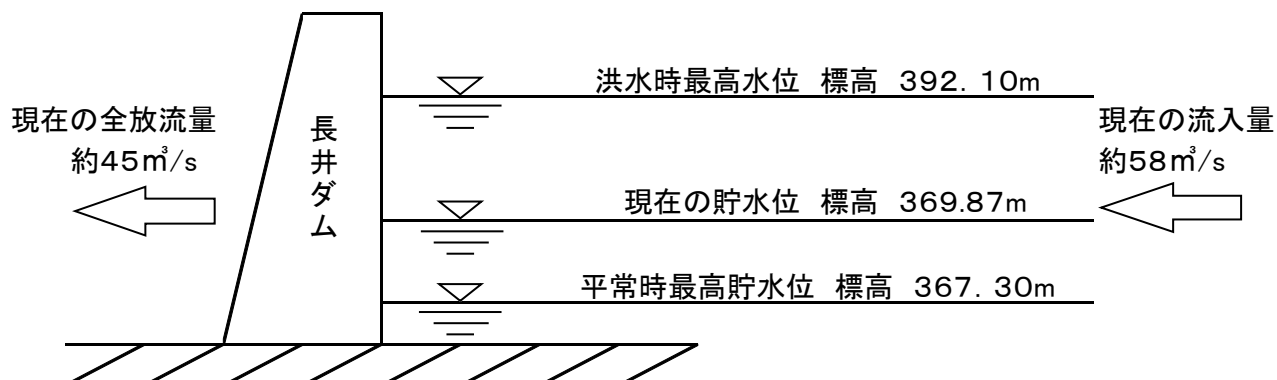 洪水時最高水位 標高 392.10m
現在の全放流量
約45㎥/s
長井ダム
現在の流入量
約58㎥/s
現在の貯水位 標高 369.87m
平常時最高貯水位 標高 367.30m